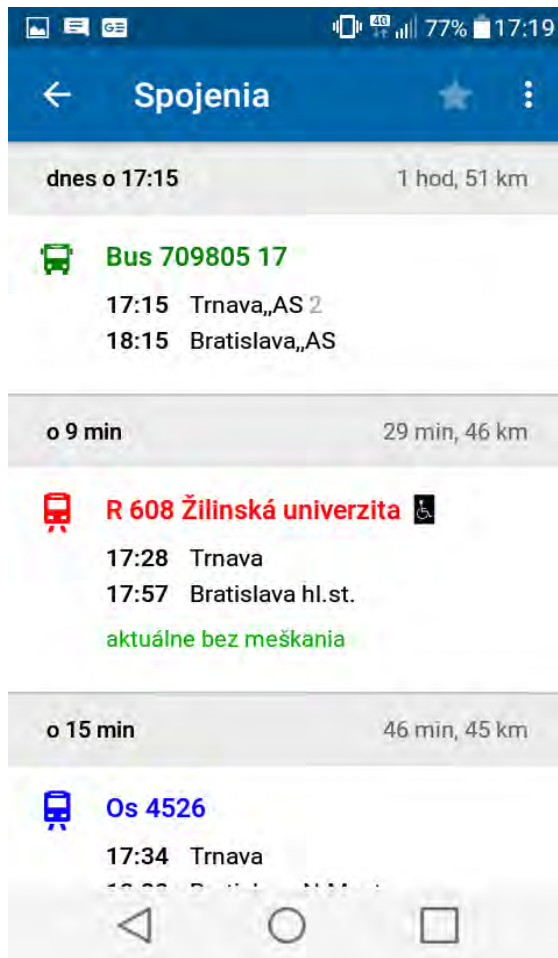 GE 4G 77% 17:19
Spojenia
dnes o 17:15 1 hod, 51 km
Bus 709805 17
17:15 Trnava,,AS 2
18:15 Bratislava,,AS
o 9 min 29 min, 46 km
R 608 Žilinská univerzita
17:28 Trnava
17:57 Bratislava hl.st.
aktuálne bez meškania
o 15 min 46 min, 45 km
Os 4526
17:34 Trnava